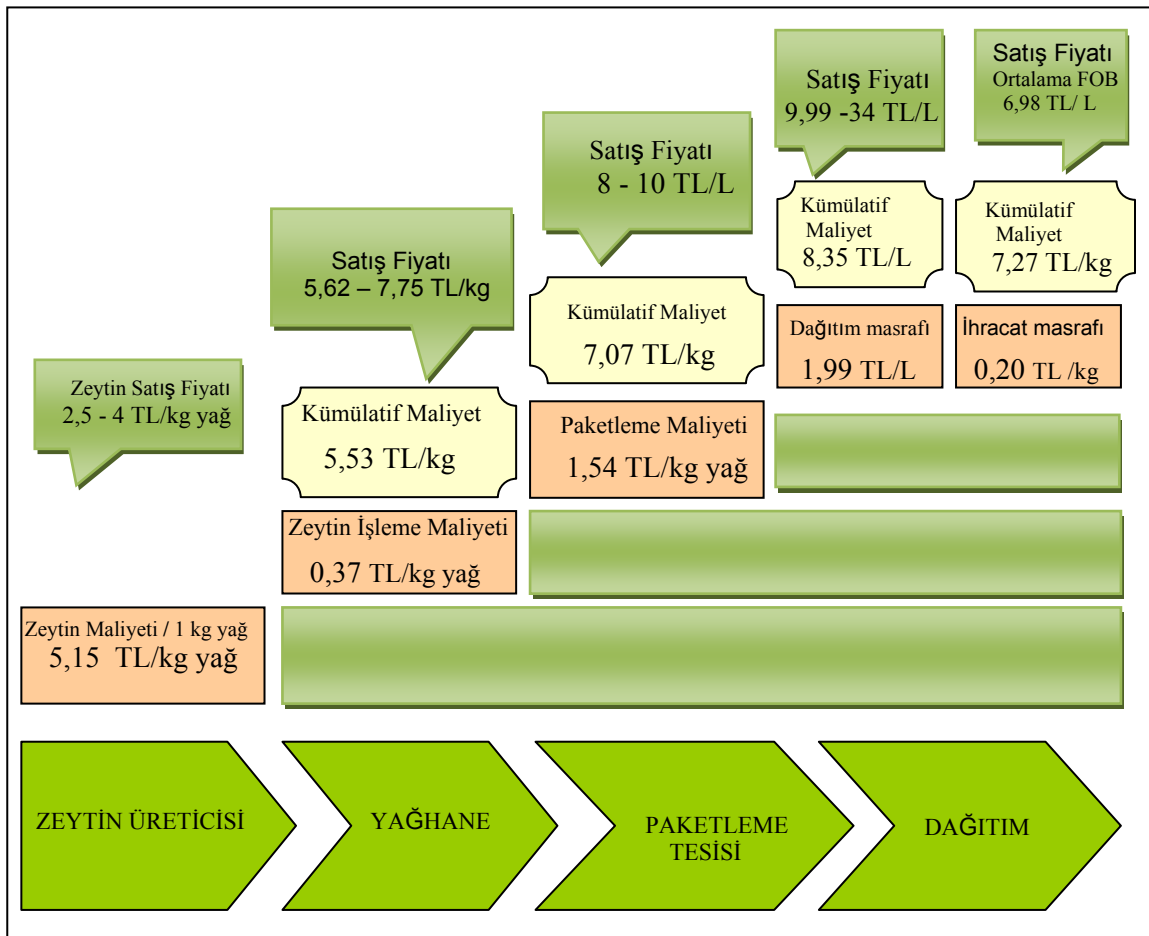 Satış Fiyatı
9,99 -34 TL/L
Satış Fiyatı
Ortalama FOB
6,98 TL/ L
Satış Fiyatı
8 - 10 TL/L
Kümülatif
Maliyet
8,35 TL/L
Kümülatif
Maliyet
7,27 TL/kg
Satış Fiyatı
5,62 – 7,75 TL/kg
Kümülatif Maliyet
7,07 TL/kg
Dağıtım masrafı
1,99 TL/L
İhracat masrafı
0,20 TL /kg
Zeytin Satış Fiyatı
2,5 - 4 TL/kg yağ
Kümülatif Maliyet
5,53 TL/kg
Paketleme Maliyeti
1,54 TL/kg yağ
Zeytin İşleme Maliyeti
0,37 TL/kg yağ
Zeytin Maliyeti / 1 kg yağ
5,15 TL/kg yağ
ZEYTİN ÜRETİCİSİ
YAĞHANE
PAKETLEME
TESİSİ
DAĞITIM